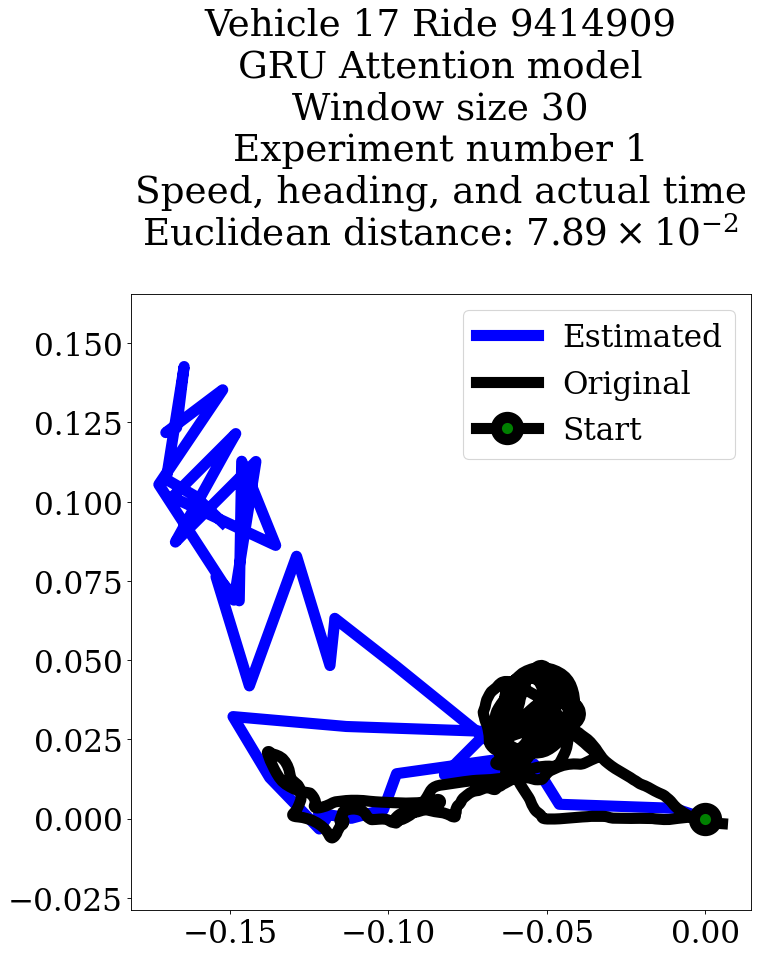 Vehicle 17 Ride 9414909
GRU Attention model
Window size 30
Experiment number 1
Speed, heading, and actual time
Euclidean distance: 7.89 × 10⁻²
Estimated
Original
Start
0.150
0.125
0.100
0.075
0.050
0.025
0.000
−0.025
−0.15
−0.10
−0.05
0.00